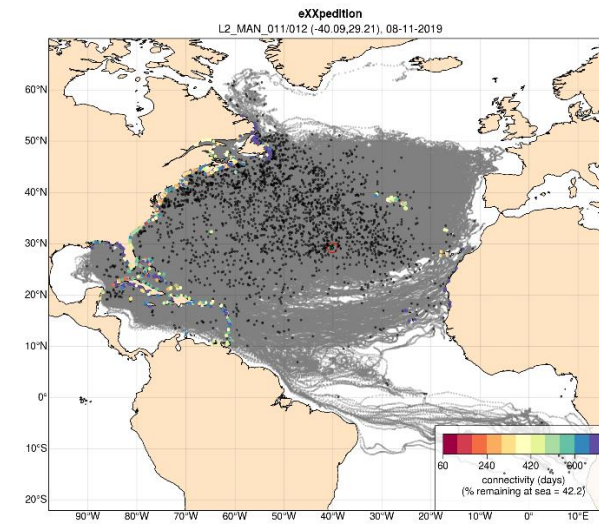 eXXpedition
L2_MAN_011/012 (-40.09,29.21), 08-11-2019
60°N
50°N
40°N
30°N
20°N
10°N
0°
10°S
20°S
60 240 420 600
connectivity (days)
(% remaining at sea = 42.2)
90°W 80°W 70°W 60°W 50°W 40°W 30°W 20°W 10°W 0° 10°E